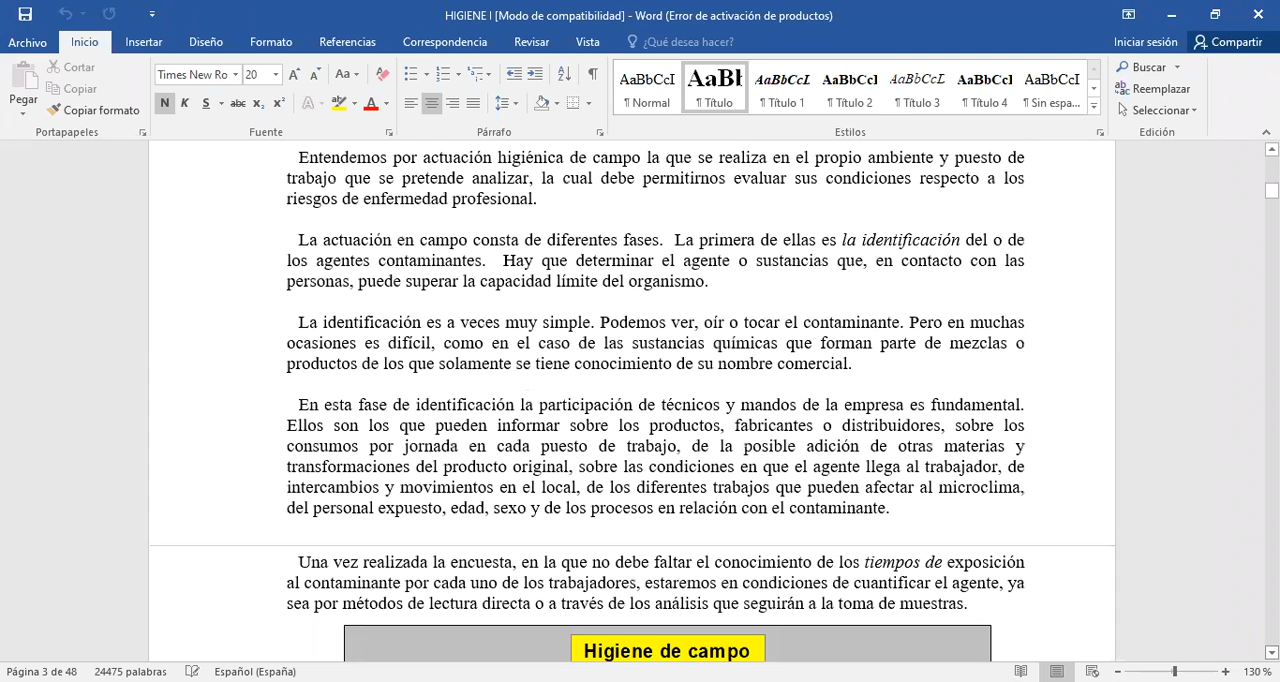 HIGIENE I [Modo de compatibilidad] - Word (Error de activación de productos)
Archivo Inicio Insertar Diseño Formato Referencias Correspondencia Revisar Vista ¿Qué desea hacer? Iniciar sesión Compartir
Pegar
Cortar
Copiar
Copiar formato
Portapapeles
Times New Ro 20
N K S abc x₂ x² A A
Fuente
Párrafo
AaBbCcI AaBł AaBbCcL AaBbCcl AaBbCcL AaBbCcl AaBbCcI
¶ Normal ¶ Título ¶ Título 1 ¶ Título 2 ¶ Título 3 ¶ Título 4 ¶ Sin espa...
Estilos
Buscar
Reemplazar
Seleccionar
Edición
Entendemos por actuación higiénica de campo la que se realiza en el propio ambiente y puesto de
trabajo que se pretende analizar, la cual debe permitirnos evaluar sus condiciones respecto a los
riesgos de enfermedad profesional.
La actuación en campo consta de diferentes fases. La primera de ellas es la identificación del o de
los agentes contaminantes. Hay que determinar el agente o sustancias que, en contacto con las
personas, puede superar la capacidad límite del organismo.
La identificación es a veces muy simple. Podemos ver, oír o tocar el contaminante. Pero en muchas
ocasiones es difícil, como en el caso de las sustancias químicas que forman parte de mezclas o
productos de los que solamente se tiene conocimiento de su nombre comercial.
En esta fase de identificación la participación de técnicos y mandos de la empresa es fundamental.
Ellos son los que pueden informar sobre los productos, fabricantes o distribuidores, sobre los
consumos por jornada en cada puesto de trabajo, de la posible adición de otras materias y
transformaciones del producto original, sobre las condiciones en que el agente llega al trabajador, de
intercambios y movimientos en el local, de los diferentes trabajos que pueden afectar al microclima,
del personal expuesto, edad, sexo y de los procesos en relación con el contaminante.
Una vez realizada la encuesta, en la que no debe faltar el conocimiento de los tiempos de exposición
al contaminante por cada uno de los trabajadores, estaremos en condiciones de cuantificar el agente, ya
sea por métodos de lectura directa o a través de los análisis que seguirán a la toma de muestras.
Higiene de campo
Página 3 de 48 24475 palabras Español (España) 130 %